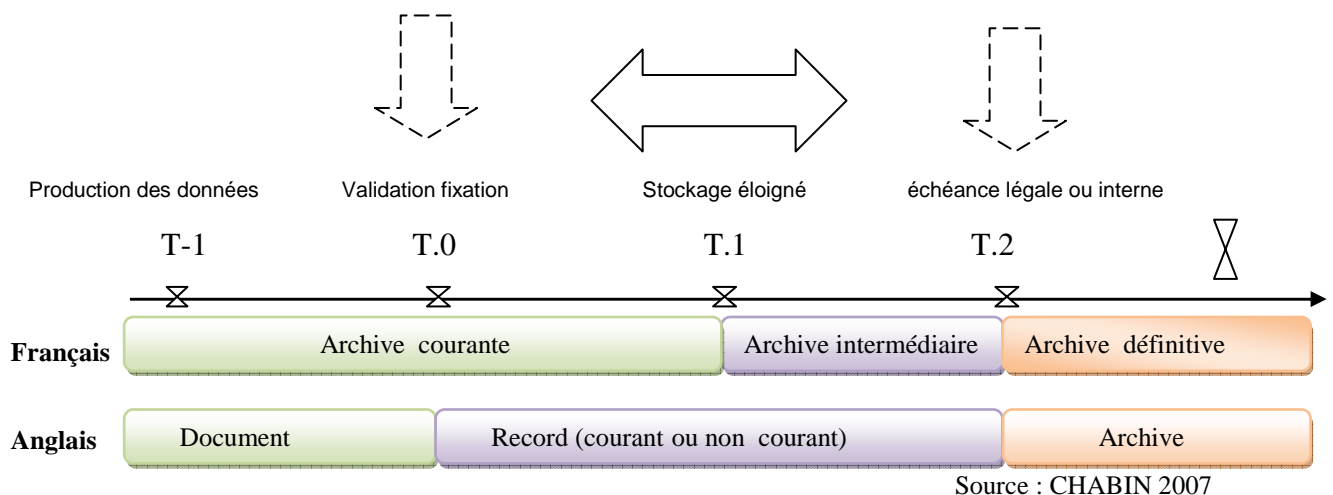 Production des données Validation fixation Stockage éloigné échéance légale ou interne
T-1 T.0 T.1 T.2
Français Archive courante Archive intermédiaire Archive définitive
Anglais Document Record (courant ou non courant) Archive
Source : CHABIN 2007